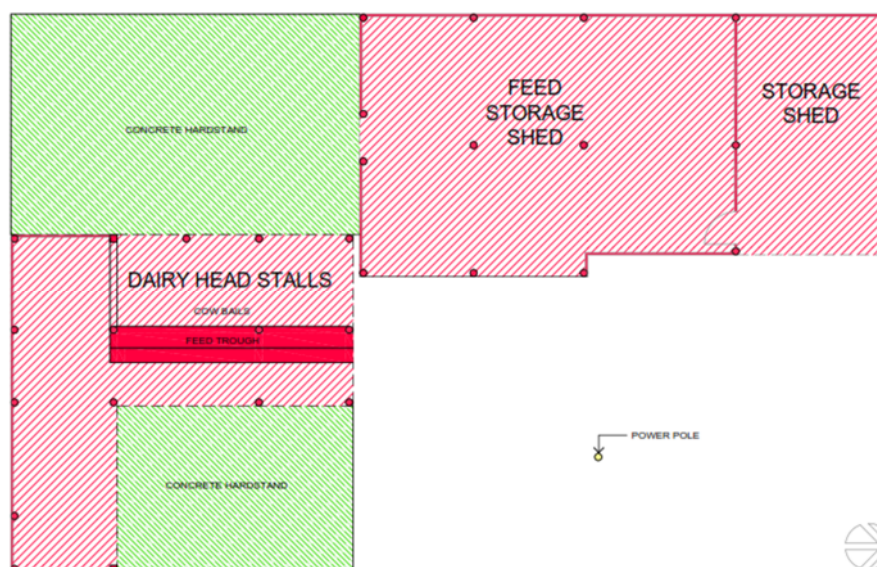 FEED
STORAGE
SHED
STORAGE
SHED
CONCRETE HARDSTAND
DAIRY HEAD STALLS
COW BAILS
FEED TROUGH
POWER POLE
CONCRETE HARDSTAND